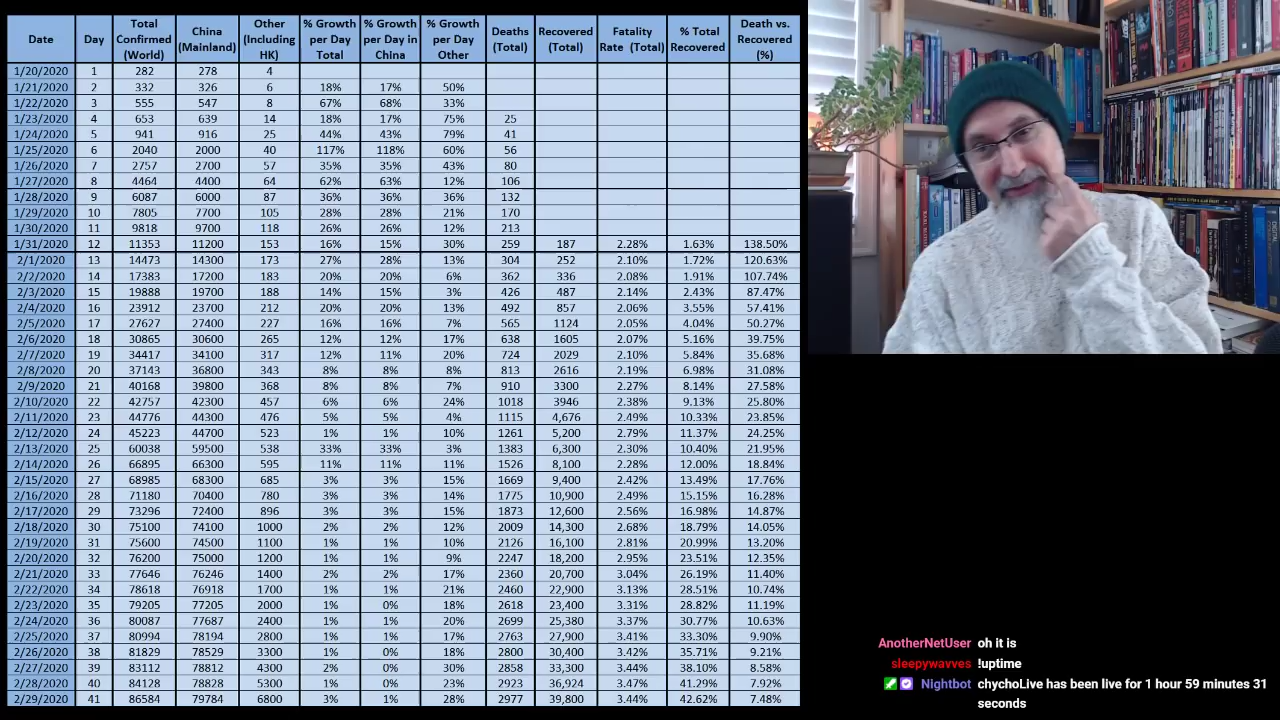 Date Day Total Confirmed (World) China (Mainland) Other (Including HK) % Growth per Day Total % Growth per Day in China % Growth per Day Other Deaths (Total) Recovered (Total) Fatality Rate (Total) % Total Recovered Death vs. Recovered (%)
1/20/2020 1 282 278 4
1/21/2020 2 332 326 6 18% 17% 50%
1/22/2020 3 555 547 8 67% 68% 33%
1/23/2020 4 653 639 14 18% 17% 75% 25
1/24/2020 5 941 916 25 44% 43% 79% 41
1/25/2020 6 2040 2000 40 117% 118% 60% 56
1/26/2020 7 2757 2700 57 35% 35% 43% 80
1/27/2020 8 4464 4400 64 62% 63% 12% 106
1/28/2020 9 6087 6000 87 36% 36% 36% 132
1/29/2020 10 7805 7700 105 28% 28% 21% 170
1/30/2020 11 9818 9700 118 26% 26% 12% 213
1/31/2020 12 11353 11200 153 16% 15% 30% 259 187 2.28% 1.63% 138.50%
2/1/2020 13 14473 14300 173 27% 28% 13% 304 252 2.10% 1.72% 120.63%
2/2/2020 14 17383 17200 183 20% 20% 6% 362 336 2.08% 1.91% 107.74%
2/3/2020 15 19888 19700 188 14% 15% 3% 426 487 2.14% 2.43% 87.47%
2/4/2020 16 23912 23700 212 20% 20% 13% 492 857 2.06% 3.55% 57.41%
2/5/2020 17 27627 27400 227 16% 16% 7% 565 1124 2.05% 4.04% 50.27%
2/6/2020 18 30865 30600 265 12% 12% 17% 638 1605 2.07% 5.16% 39.75%
2/7/2020 19 34417 34100 317 12% 11% 20% 724 2029 2.10% 5.84% 35.68%
2/8/2020 20 37143 36800 343 8% 8% 8% 813 2616 2.19% 6.98% 31.08%
2/9/2020 21 40168 39800 368 8% 8% 7% 910 3300 2.27% 8.14% 27.58%
2/10/2020 22 42757 42300 457 6% 6% 24% 1018 3946 2.38% 9.13% 25.80%
2/11/2020 23 44776 44300 476 5% 5% 4% 1115 4,676 2.49% 10.33% 23.85%
2/12/2020 24 45223 44700 523 1% 1% 10% 1261 5,200 2.79% 11.37% 24.25%
2/13/2020 25 60038 59500 538 33% 33% 3% 1383 6,300 2.30% 10.40% 21.95%
2/14/2020 26 66895 66300 595 11% 11% 11% 1526 8,100 2.28% 12.00% 18.84%
2/15/2020 27 68985 68300 685 3% 3% 15% 1669 9,400 2.42% 13.49% 17.76%
2/16/2020 28 71180 70400 780 3% 3% 14% 1775 10,900 2.49% 15.15% 16.28%
2/17/2020 29 73296 72400 896 3% 3% 15% 1873 12,600 2.56% 16.98% 14.87%
2/18/2020 30 75100 74100 1000 2% 2% 12% 2009 14,300 2.68% 18.79% 14.05%
2/19/2020 31 75600 74500 1100 1% 1% 10% 2126 16,100 2.81% 20.99% 13.20%
2/20/2020 32 76200 75000 1200 1% 1% 9% 2247 18,200 2.95% 23.51% 12.35%
2/21/2020 33 77646 76246 1400 2% 2% 17% 2360 20,700 3.04% 26.19% 11.40%
2/22/2020 34 78618 76918 1700 1% 1% 21% 2460 22,900 3.13% 28.51% 10.74%
2/23/2020 35 79205 77205 2000 1% 0% 18% 2618 23,400 3.31% 28.82% 11.19%
2/24/2020 36 80087 77687 2400 1% 1% 20% 2699 25,380 3.37% 30.77% 10.63%
2/25/2020 37 80994 78194 2800 1% 1% 17% 2763 27,900 3.41% 33.30% 9.90%
2/26/2020 38 81829 78529 3300 1% 0% 18% 2800 30,400 3.42% 35.71% 9.21%
2/27/2020 39 83112 78812 4300 2% 0% 30% 2858 33,300 3.44% 38.10% 8.58%
2/28/2020 40 84128 78828 5300 1% 0% 23% 2923 36,924 3.47% 41.29% 7.92%
2/29/2020 41 86584 79784 6800 3% 1% 28% 2977 39,800 3.44% 42.62% 7.48%
AnotherNetUser oh it is
sleepywavves !uptime
Nightbot chychoLive has been live for 1 hour 59 minutes 31
seconds